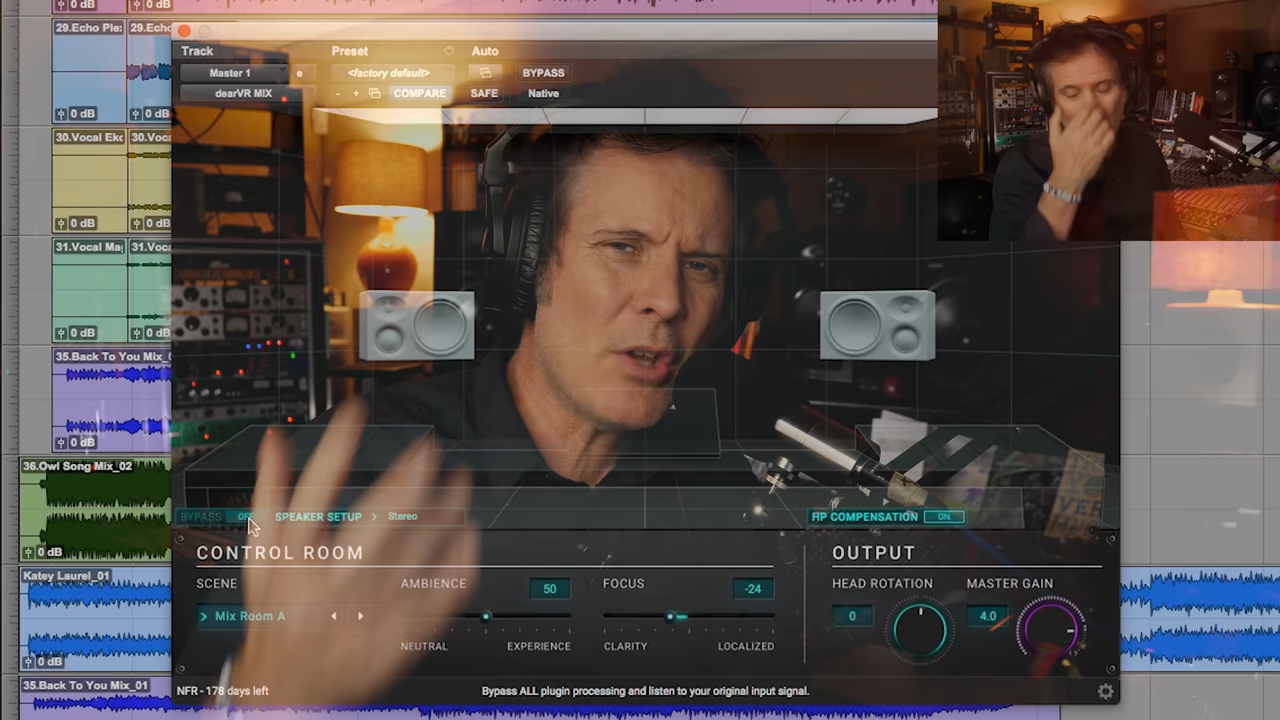 0 dB
0 dB
29.Echo Ple
29.Echo
0 dB
0 dB
30.Vocal Ek
30.Voca
0 dB
0 dB
31.Vocal Ma
31.Voca
0 dB
0 dB
35.Back To You Mix_0
0 dB
36.Owl Song Mix_02
0 dB
Katey Laurel_01
0 dB
35.Back To You Mix_01
Track
Preset
Auto
Master 1
e
<factory default>
BYPASS
dearVR MIX
- +
COMPARE
SAFE
Native
BYPASS
SPEAKER SETUP > Stereo
HP COMPENSATION ON
CONTROL ROOM
OUTPUT
SCENE
AMBIENCE
50
FOCUS
-24
HEAD ROTATION
MASTER GAIN
> Mix Room A
0
4.0
NEUTRAL
EXPERIENCE
CLARITY
LOCALIZED
NFR - 178 days left
Bypass ALL plugin processing and listen to your original input signal.